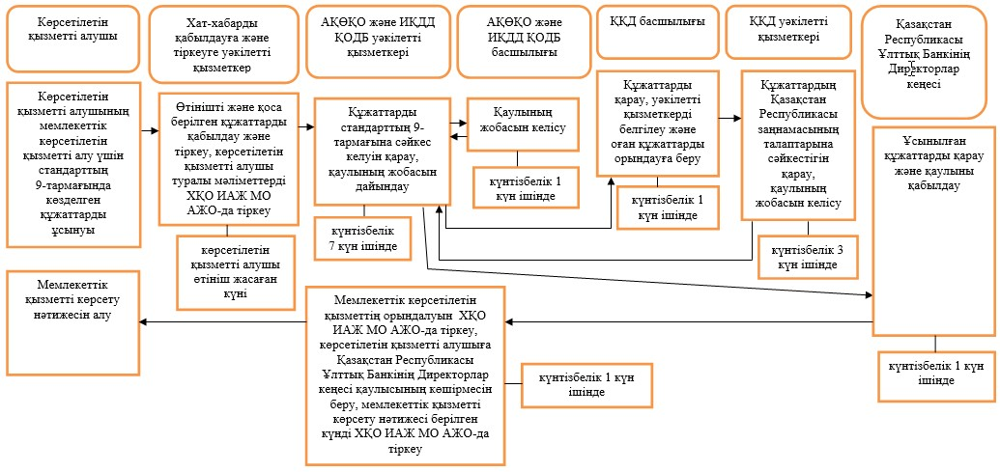 Көрсетілетін
қызметті алушы
Хат-хабарды
қабылдауға және
тіркеуге уәкілетті
қызметкер
АҚӨҚО және ИҚДД
ҚОДБ уәкілетті
қызметкері
АҚӨҚО және
ИҚДД ҚОДБ
басшылығы
ҚҚД басшылығы
ҚҚД уәкілетті
қызметкері
Қазақстан
Республикасы
Ұлттық Банкінің
Директорлар
кеңесі
Көрсетілетін
қызметті алушының
мемлекеттік
көрсетілетін
қызметті алу үшін
стандарттың
9-тармағында
көзделген
құжаттарды
ұсынуы
Өтінішті және қоса
берілген құжаттарды
қабылдау және
тіркеу, көрсетілетін
қызметті алушы
туралы мәліметтерді
ХҚО ИАЖ МО
АЖО-да тіркеу
Құжаттарды
стандарттың 9-
тармағына сәйкес
келуін қарау,
қаулының жобасын
дайындау
Қаулының
жобасын келісу
Құжаттарды
қарау, уәкілетті
қызметкерді
белгілеу және
оған құжаттарды
орындауға беру
Құжаттардың
Қазақстан
Республикасы
заңнамасының
талаптарына
сәйкестігін
қарау,
қаулының
жобасын келісу
Ұсынылған
құжаттарды қарау
және қаулыны
қабылдау
көрсетілетін
қызметті алушы
өтініш жасаған
күні
күнтізбелік
7 күн ішінде
күнтізбелік 1
күн ішінде
күнтізбелік 1
күн ішінде
күнтізбелік 3
күн ішінде
Мемлекеттік
қызметті көрсету
нәтижесін алу
Мемлекеттік көрсетілетін
қызметтің орындалуын ХҚО
ИАЖ МО АЖО-да тіркеу,
көрсетілетін қызметті алушыға
Қазақстан Республикасы
Ұлттық Банкінің Директорлар
кеңесі қаулысының көшірмесін
беру, мемлекеттік қызметті
көрсету нәтижесі берілген
күнді ХҚО ИАЖ МО АЖО-да
тіркеу
күнтізбелік 1 күн
ішінде
күнтізбелік 1 күн
ішінде